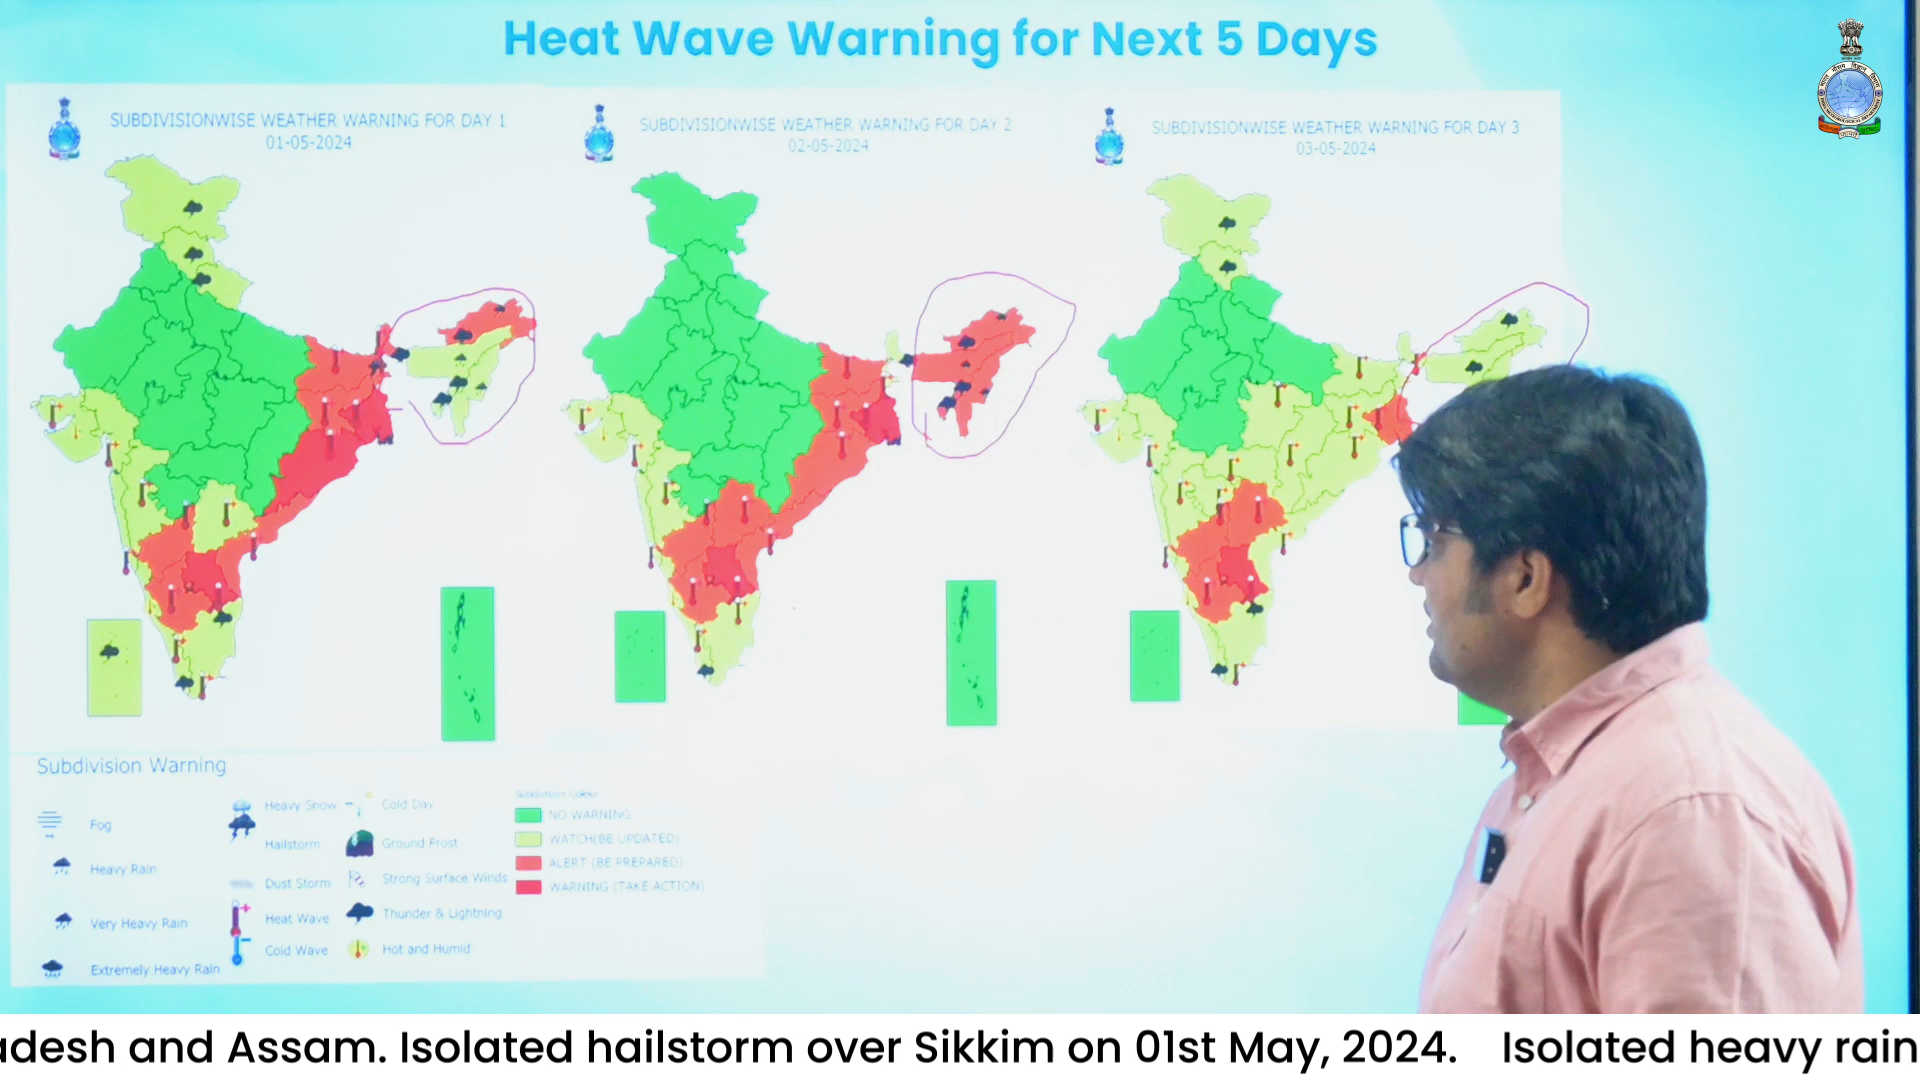 Heat Wave Warning for Next 5 Days
SUBDIVISIONWISE WEATHER WARNING FOR DAY 1
01-05-2024
SUBDIVISIONWISE WEATHER WARNING FOR DAY 2
02-05-2024
SUBDIVISIONWISE WEATHER WARNING FOR DAY 3
03-05-2024
Subdivision Warning
Fog
Heavy Rain
Very Heavy Rain
Extremely Heavy Rain
Heavy Snow
Hailstorm
Dust Storm
Heat Wave
Cold Wave
Cold Day
Ground Frost
Strong Surface Winds
Thunder & Lightning
Hot and Humid
Subdivision Colour
NO WARNING
WATCH(BE UPDATED)
ALERT (BE PREPARED)
WARNING (TAKE ACTION)
adesh and Assam. Isolated hailstorm over Sikkim on 01st May, 2024. Isolated heavy rain